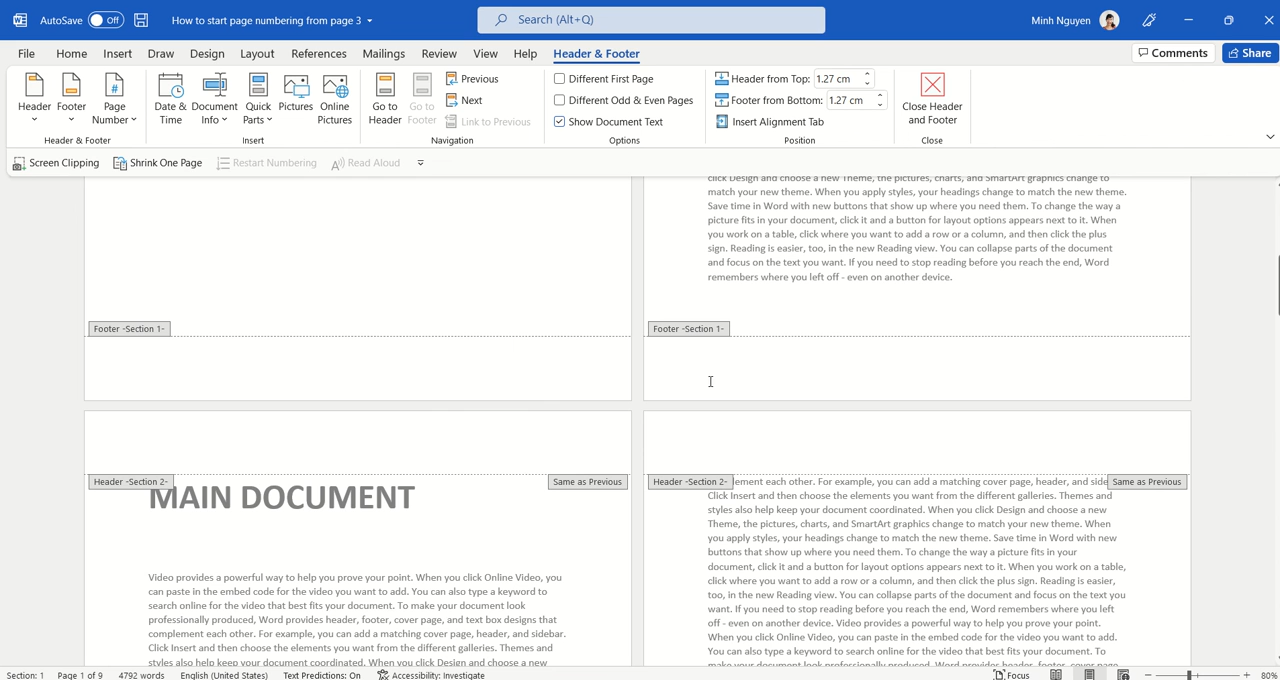 AutoSave Off How to start page numbering from page 3 Search (Alt+Q) Minh Nguyen
File Home Insert Draw Design Layout References Mailings Review View Help Header & Footer Comments Share
Header Footer Page Number
Header & Footer
Date & Time Document Info Quick Parts Pictures Online Pictures
Insert
Go to Header Go to Footer
Previous
Next
Link to Previous
Navigation
Different First Page
Different Odd & Even Pages
Show Document Text
Options
Header from Top: 1.27 cm
Footer from Bottom: 1.27 cm
Insert Alignment Tab
Position
Close Header and Footer
Close
Screen Clipping Shrink One Page Restart Numbering Read Aloud
click Design and choose a new Theme, the pictures, charts, and SmartArt graphics change to
match your new theme. When you apply styles, your headings change to match the new theme.
Save time in Word with new buttons that show up where you need them. To change the way a
picture fits in your document, click it and a button for layout options appears next to it. When
you work on a table, click where you want to add a row or a column, and then click the plus
sign. Reading is easier, too, in the new Reading view. You can collapse parts of the document
and focus on the text you want. If you need to stop reading before you reach the end, Word
remembers where you left off - even on another device.
Footer -Section 1-
Footer -Section 1-
Header -Section 2- Same as Previous
MAIN DOCUMENT
Video provides a powerful way to help you prove your point. When you click Online Video, you
can paste in the embed code for the video you want to add. You can also type a keyword to
search online for the video that best fits your document. To make your document look
professionally produced, Word provides header, footer, cover page, and text box designs that
complement each other. For example, you can add a matching cover page, header, and sidebar.
Click Insert and then choose the elements you want from the different galleries. Themes and
styles also help keep your document coordinated. When you click Design and choose a new
Header -Section 2- Same as Previous
each other. For example, you can add a matching cover page, header, and side
Click Insert and then choose the elements you want from the different galleries. Themes and
styles also help keep your document coordinated. When you click Design and choose a new
Theme, the pictures, charts, and SmartArt graphics change to match your new theme. When
you apply styles, your headings change to match the new theme. Save time in Word with new
buttons that show up where you need them. To change the way a picture fits in your
document, click it and a button for layout options appears next to it. When you work on a table,
click where you want to add a row or a column, and then click the plus sign. Reading is easier,
too, in the new Reading view. You can collapse parts of the document and focus on the text you
want. If you need to stop reading before you reach the end, Word remembers where you left
off - even on another device. Video provides a powerful way to help you prove your point.
When you click Online Video, you can paste in the embed code for the video you want to add.
You can also type a keyword to search online for the video that best fits your document. To
make your document look professionally produced, Word provides header, footer, cover page
Section: 1 Page 1 of 9 4792 words English (United States) Text Predictions: On Accessibility: Investigate Focus 80%